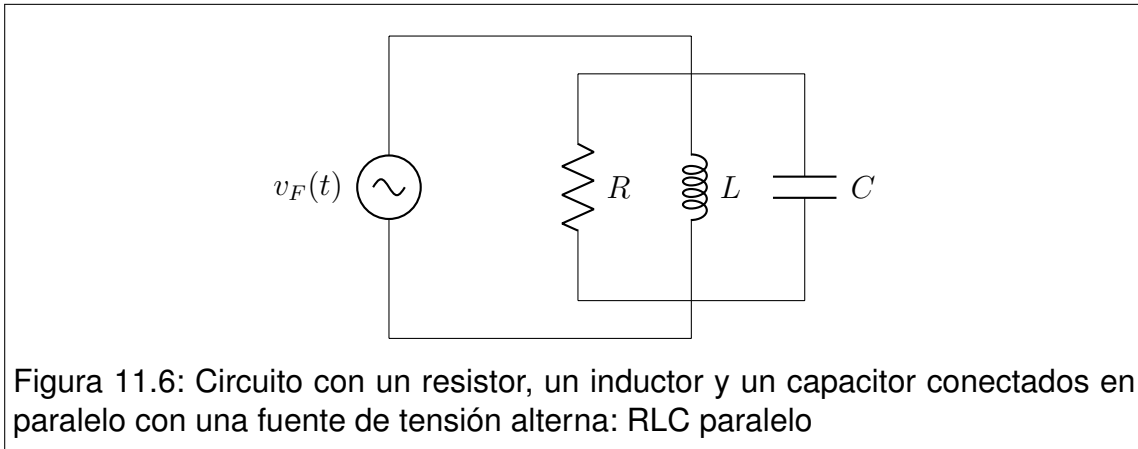 v_F(t)
R
L
C
Figura 11.6: Circuito con un resistor, un inductor y un capacitor conectados en
paralelo con una fuente de tensión alterna: RLC paralelo